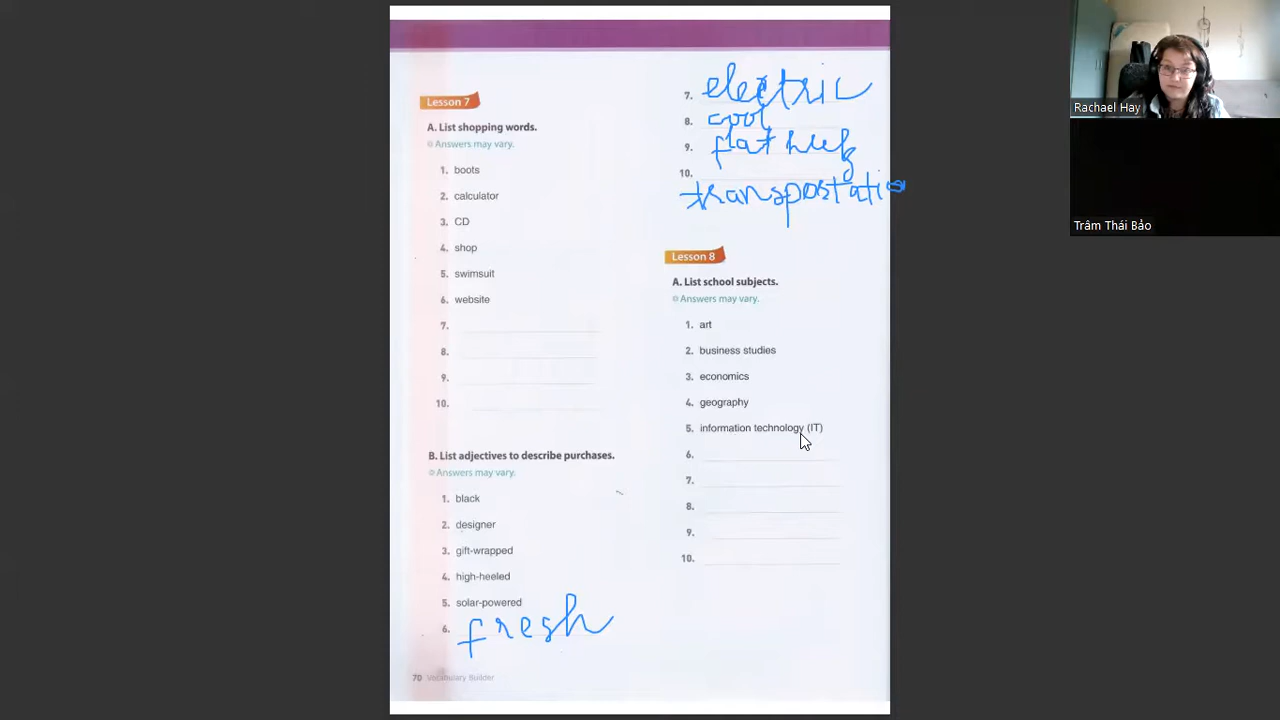 Lesson 7
A. List shopping words.
Answers may vary.
1. boots
2. calculator
3. CD
4. shop
5. swimsuit
6. website
7.
8.
9.
10.
B. List adjectives to describe purchases.
Answers may vary.
1. black
2. designer
3. gift-wrapped
4. high-heeled
5. solar-powered
6. fresh
70 Vocabulary Builder
7. electric
8. cool
9. flat
10. transpostatio
Lesson 8
A. List school subjects.
Answers may vary.
1. art
2. business studies
3. economics
4. geography
5. information technology (IT)
6.
7.
8.
9.
10.
Rachael Hay
Trâm Thái Bảo